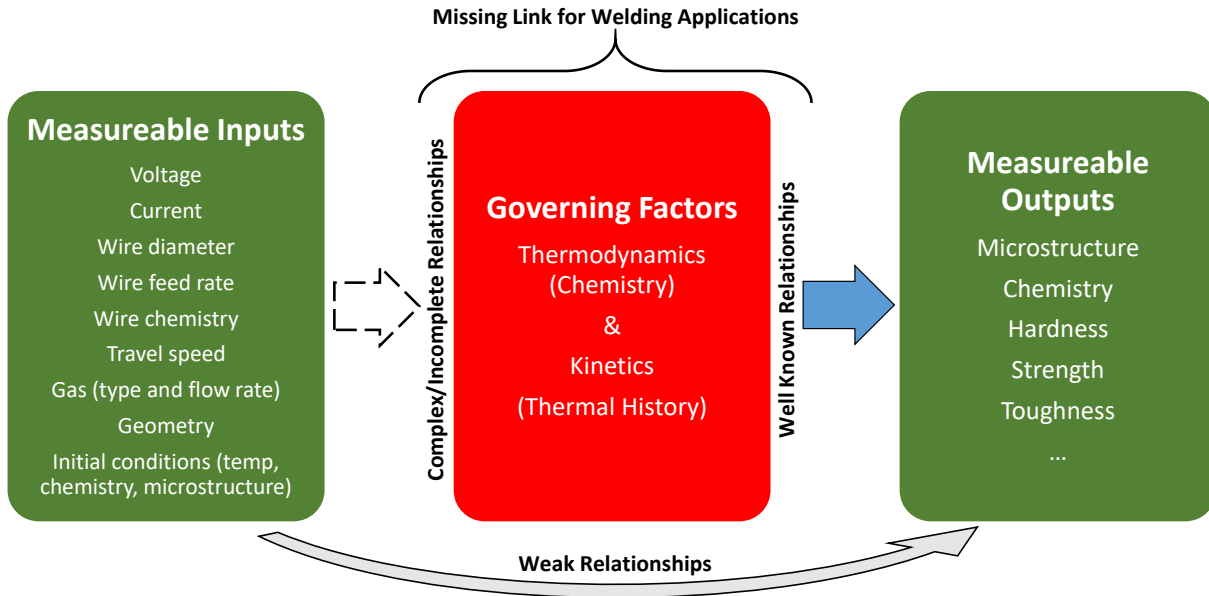 Missing Link for Welding Applications
Measureable Inputs
Voltage
Current
Wire diameter
Wire feed rate
Wire chemistry
Travel speed
Gas (type and flow rate)
Geometry
Initial conditions (temp,
chemistry, microstructure)
Complex/Incomplete Relationships
Governing Factors
Thermodynamics
(Chemistry)
&
Kinetics
(Thermal History)
Well Known Relationships
Measureable
Outputs
Microstructure
Chemistry
Hardness
Strength
Toughness
...
Weak Relationships